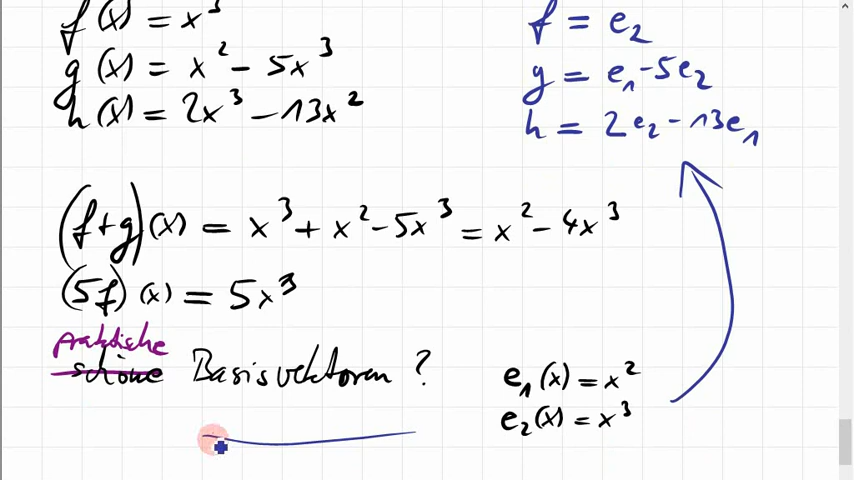 f(x) = x³
f = e₂
g(x) = x² - 5x³
g = e₁ - 5e₂
h(x) = 2x³ - 13x²
h = 2e₂ - 13e₁
(f+g)(x) = x³ + x² - 5x³ = x² - 4x³
(5f)(x) = 5x³
praktische
schöne Basisvektoren ?
e₁(x) = x²
e₂(x) = x³